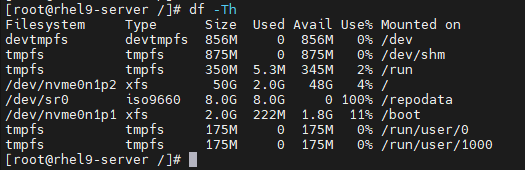 [root@rhel9-server /]# df -Th
Filesystem     Type      Size  Used Avail Use% Mounted on
devtmpfs       devtmpfs  856M     0  856M   0% /dev
tmpfs          tmpfs     875M     0  875M   0% /dev/shm
tmpfs          tmpfs     350M  5.3M  345M   2% /run
/dev/nvme0n1p2 xfs        50G  2.0G   48G   4% /
/dev/sr0       iso9660   8.0G  8.0G     0 100% /repodata
/dev/nvme0n1p1 xfs       2.0G  222M  1.8G  11% /boot
tmpfs          tmpfs     175M     0  175M   0% /run/user/0
tmpfs          tmpfs     175M     0  175M   0% /run/user/1000
[root@rhel9-server /]#